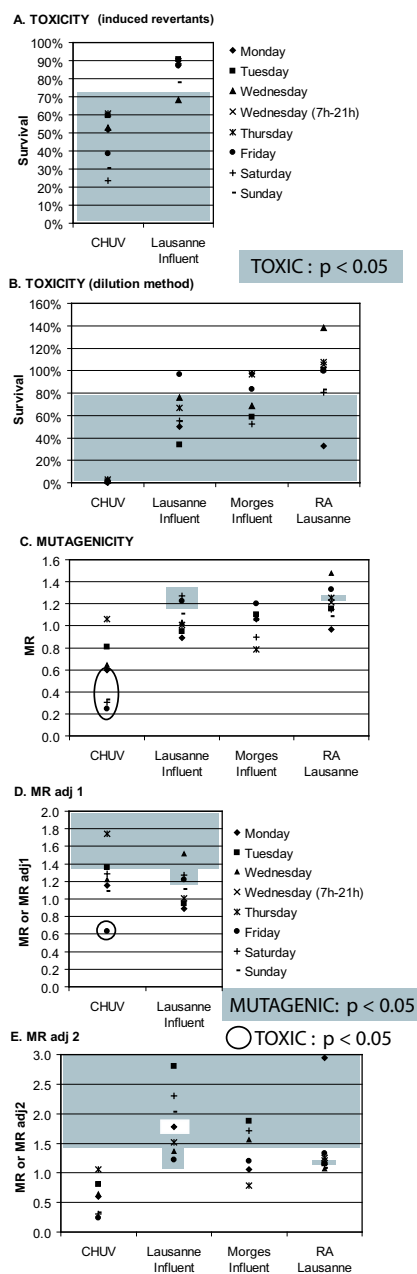 A. TOXICITY (induced revertants)
100%
90%
80%
70%
60%
50%
40%
30%
20%
10%
0%
Survival
CHUV
Lausanne
Influent
Monday
Tuesday
Wednesday
Wednesday (7h-21h)
Thursday
Friday
Saturday
Sunday
TOXIC : p < 0.05
B. TOXICITY (dilution method)
160%
140%
120%
100%
80%
60%
40%
20%
0%
Survival
CHUV
Lausanne
Influent
Morges
Influent
RA
Lausanne
C. MUTAGENICITY
1.6
1.4
1.2
1.0
0.8
0.6
0.4
0.2
0.0
MR
CHUV
Lausanne
Influent
Morges
Influent
RA
Lausanne
D. MR adj 1
2.0
1.8
1.6
1.4
1.2
1.0
0.8
0.6
0.4
0.2
0.0
MR or MR adj1
CHUV
Lausanne
Influent
Monday
Tuesday
Wednesday
Wednesday (7h-21h)
Thursday
Friday
Saturday
Sunday
MUTAGENIC: p < 0.05
TOXIC : p < 0.05
E. MR adj 2
3.0
2.5
2.0
1.5
1.0
0.5
0.0
MR or MR adj2
CHUV
Lausanne
Influent
Morges
Influent
RA
Lausanne